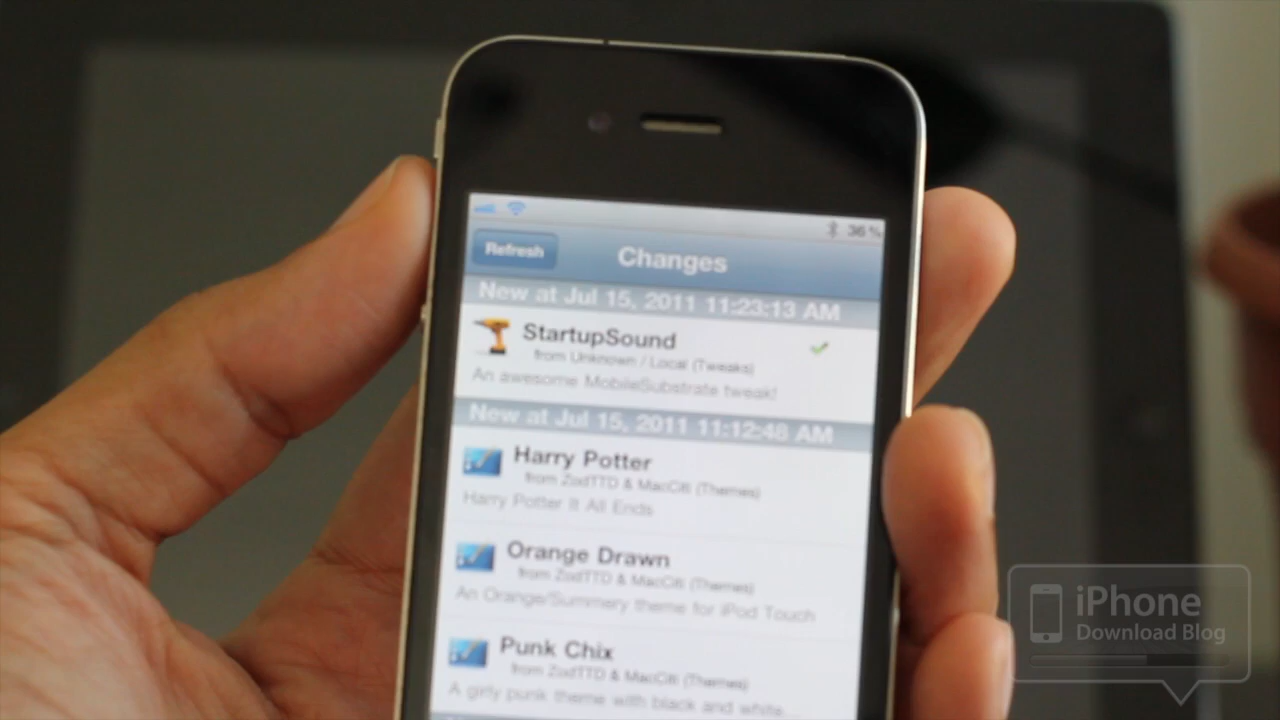 36%
Refresh
Changes
New at Jul 15, 2011 11:23:13 AM
StartupSound
from Unknown / Local (Tweaks)
An awesome MobileSubstrate tweak!
New at Jul 15, 2011 11:12:48 AM
Harry Potter
from ZodTTD & MacCiti (Themes)
Harry Potter It All Ends
Orange Drawn
from ZodTTD & MacCiti (Themes)
An Orange/Summery theme for iPod Touch
Punk Chix
from ZodTTD & MacCiti (Themes)
A girly punk theme with black and white...
iPhone
Download Blog